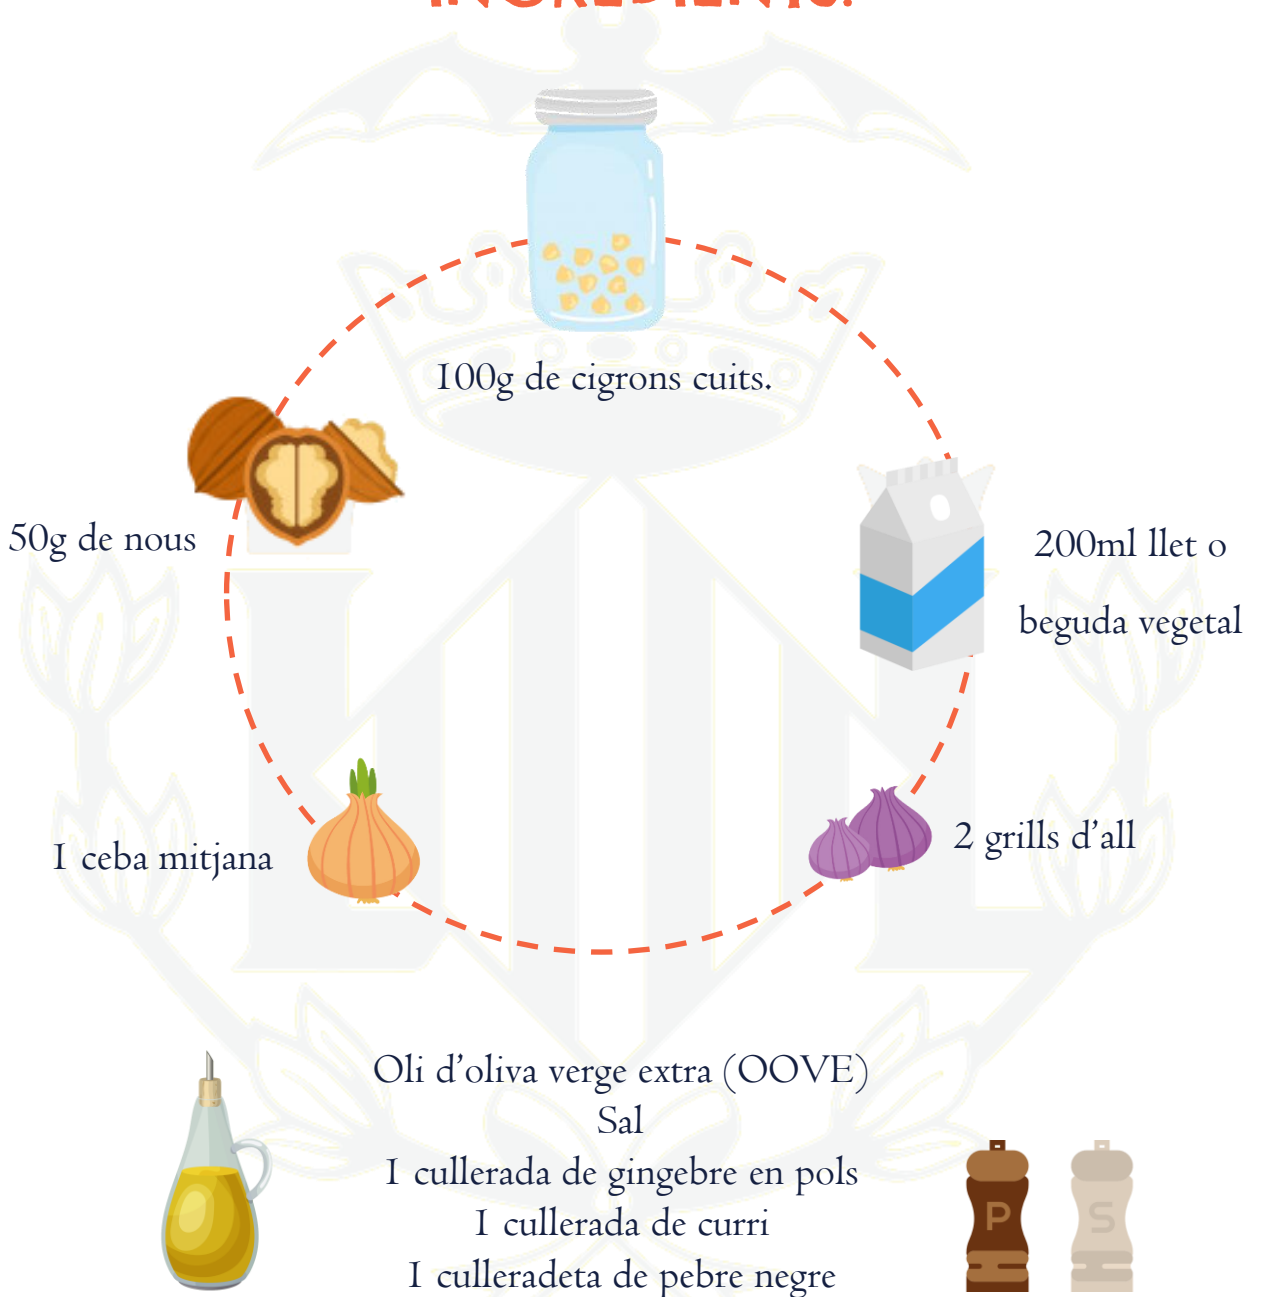 INGREDIENTS:
100g de cigrons cuits.
50g de nous
200ml llet o
beguda vegetal
1 ceba mitjana
2 grills d'all
Oli d'oliva verge extra (OOVE)
Sal
1 cullerada de gingebre en pols
1 cullerada de curri
1 culleradeta de pebre negre
P
S